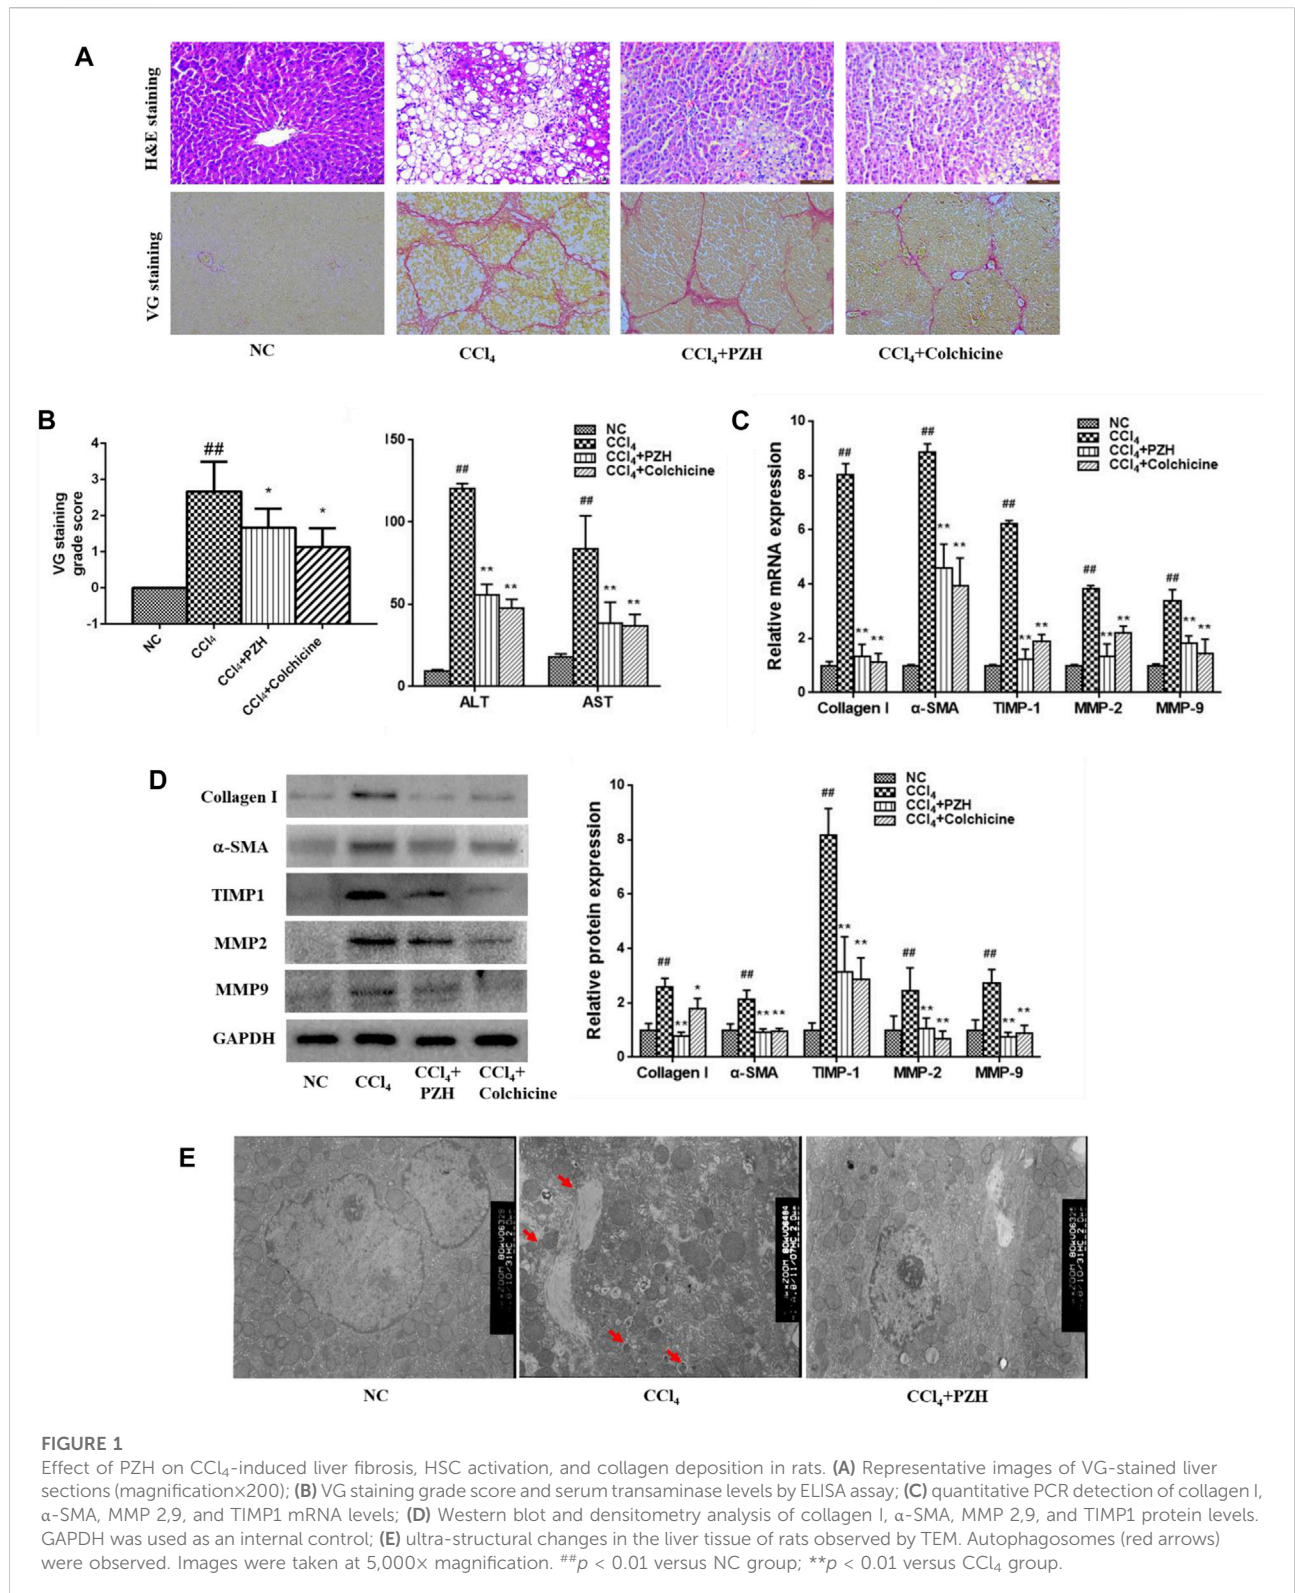 A
H&E staining
VG staining
NC
CCl₄
CCl₄+PZH
CCl₄+Colchicine
B
VG staining
grade score
4
3
2
1
0
-1
##
*
*
NC
CCl₄
CCl₄+PZH
CCl₄+Colchicine
150
100
50
0
NC
CCl₄
CCl₄+PZH
CCl₄+Colchicine
##
**
**
##
**
**
ALT
AST
C
Relative mRNA expression
10
8
6
4
2
0
NC
CCl₄
CCl₄+PZH
CCl₄+Colchicine
##
**
**
##
**
**
##
**
**
##
**
**
##
**
**
Collagen I
α-SMA
TIMP-1
MMP-2
MMP-9
D
Collagen I
α-SMA
TIMP1
MMP2
MMP9
GAPDH
NC
CCl₄
CCl₄+
PZH
CCl₄+
Colchicine
Relative protein expression
10
8
6
4
2
0
NC
CCl₄
CCl₄+PZH
CCl₄+Colchicine
##
**
*
##
**
**
##
**
**
##
**
**
##
**
**
Collagen I
α-SMA
TIMP-1
MMP-2
MMP-9
E
NC
CCl₄
CCl₄+PZH
FIGURE 1
Effect of PZH on CCl₄-induced liver fibrosis, HSC activation, and collagen deposition in rats. (A) Representative images of VG-stained liver
sections (magnification×200); (B) VG staining grade score and serum transaminase levels by ELISA assay; (C) quantitative PCR detection of collagen I,
α-SMA, MMP 2,9, and TIMP1 mRNA levels; (D) Western blot and densitometry analysis of collagen I, α-SMA, MMP 2,9, and TIMP1 protein levels.
GAPDH was used as an internal control; (E) ultra-structural changes in the liver tissue of rats observed by TEM. Autophagosomes (red arrows)
were observed. Images were taken at 5,000× magnification. ##p < 0.01 versus NC group; **p < 0.01 versus CCl₄ group.